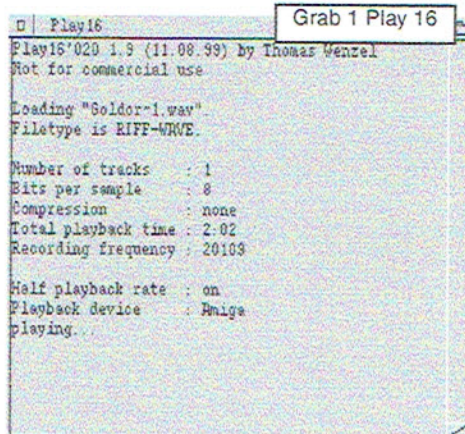 Grab 1 Play 16
Play16
Play16'020 1.9 (11.08.99) by Thomas Wenzel
Not for commercial use
Loading "Goldor~1.wav".
Filetype is RIFF-WAVE.
Number of tracks : 1
Bits per sample : 8
Compression : none
Total playback time : 2:02
Recording frequency : 20103
Half playback rate : on
Playback device : Amiga
playing...